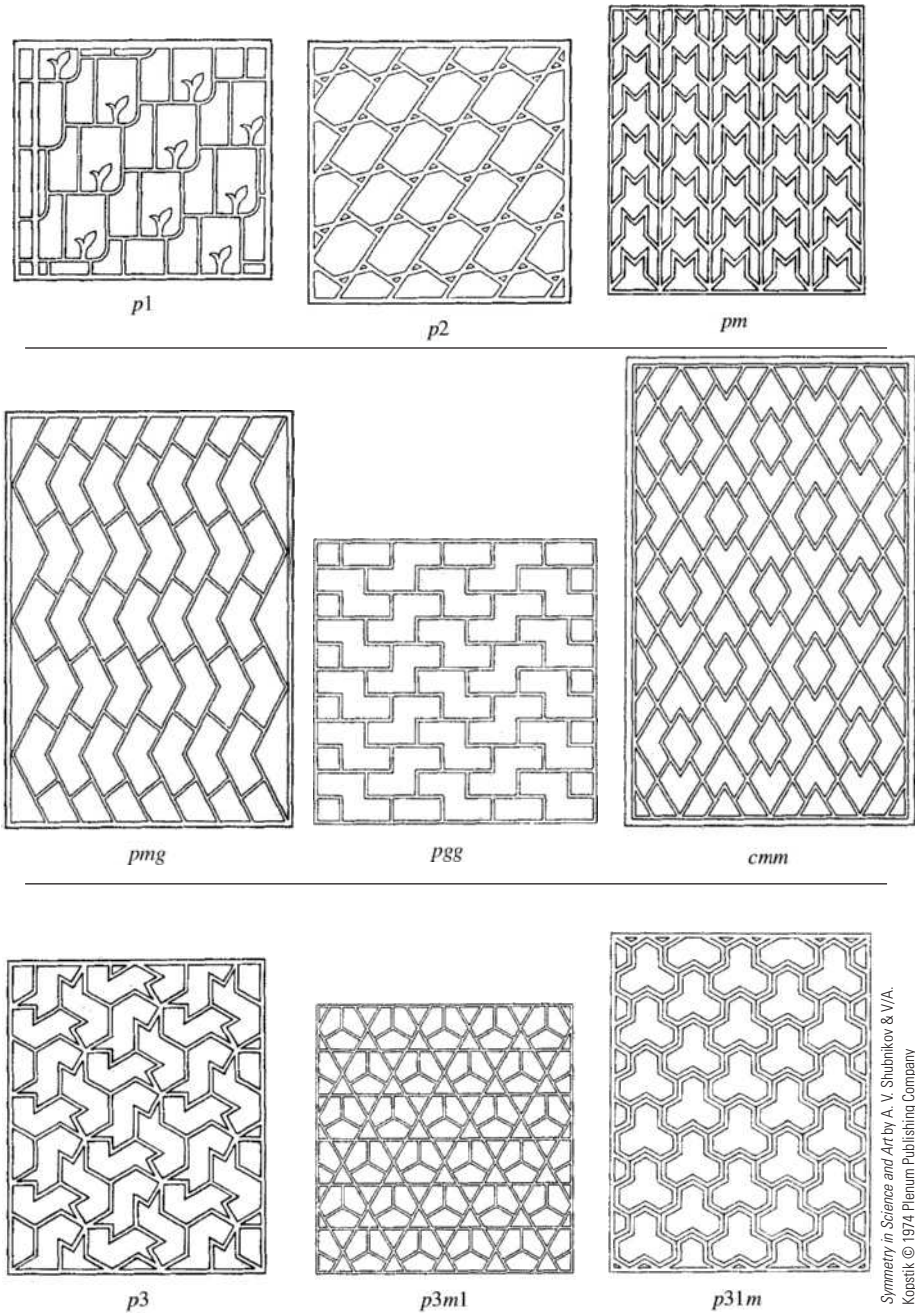 p1
p2
pm
pmg
pgg
cmm
p3
p3m1
p31m
Symmetry in Science and Art by A. V. Shubnikov & V/A.
Kopstik © 1974 Plenum Publishing Company